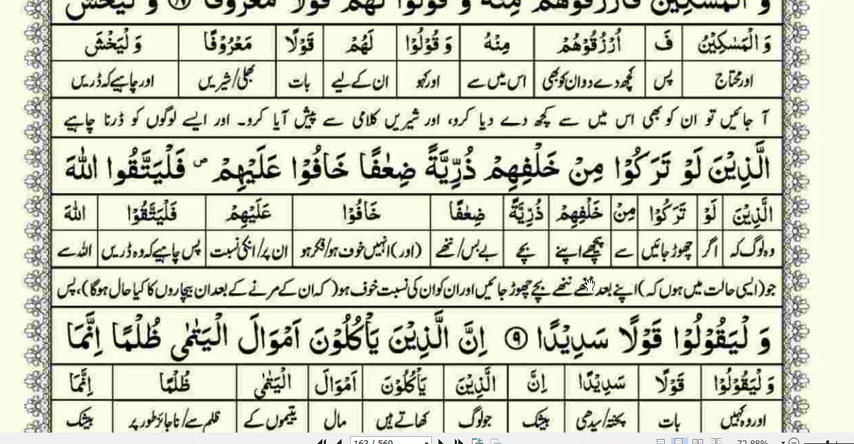 وَ الْمَسٰكِيْنُ فَارْزُقُوْهُمْ مِنْهُ وَ قُوْلُوْا لَهُمْ قَوْلًا مَعْرُوْفًا ۝۸ وَ لْيَخْشَ
وَ الْمَسٰكِيْنُ فَ ارْزُقُوْهُمْ مِنْهُ وَ قُوْلُوْا لَهُمْ قَوْلًا مَعْرُوْفًا وَ لْيَخْشَ
اور محتاج پس کچھ دے دو ان کو بھی اس میں سے اور کہو ان کے لیے بات بھلی/شیریں اور چاہیے کہ ڈریں
آ جائیں تو ان کو بھی اس میں سے کچھ دے دیا کرو، اور شیریں کلامی سے پیش آیا کرو۔ اور ایسے لوگوں کو ڈرنا چاہیے
الَّذِيْنَ لَوْ تَرَكُوْا مِنْ خَلْفِهِمْ ذُرِّيَّةً ضِعٰفًا خَافُوْا عَلَيْهِمْ ۖ فَلْيَتَّقُوا اللّٰهَ
الَّذِيْنَ لَوْ تَرَكُوْا مِنْ خَلْفِهِمْ ذُرِّيَّةً ضِعٰفًا خَافُوْا عَلَيْهِمْ فَلْيَتَّقُوْا اللّٰهَ
وہ لوگ کہ اگر چھوڑ جائیں سے پیچھے اپنے بچے بے بس/ننھے (اور) انہیں خوف ہو/فکر ہو ان پر/انکی نسبت پس چاہیے کہ وہ ڈریں اللہ سے
جو (ایسی حالت میں ہوں کہ) اپنے بعد ننھے ننھے بچے چھوڑ جائیں اور ان کو ان کی نسبت خوف ہو (کہ ان کے مرنے کے بعد ان بیچاروں کا کیا حال ہوگا)، پس
وَ لْيَقُوْلُوْا قَوْلًا سَدِيْدًا ۝۹ اِنَّ الَّذِيْنَ يَاْكُلُوْنَ اَمْوَالَ الْيَتٰمٰى ظُلْمًا اِنَّمَا
وَ لْيَقُوْلُوْا قَوْلًا سَدِيْدًا اِنَّ الَّذِيْنَ يَاْكُلُوْنَ اَمْوَالَ الْيَتٰمٰى ظُلْمًا اِنَّمَا
اور وہ کہیں بات پختہ/سیدھی بیشک جو لوگ کھاتے ہیں مال یتیموں کے ظلم سے/ناجائز طور پر بیشک
163 / 560 72.88%